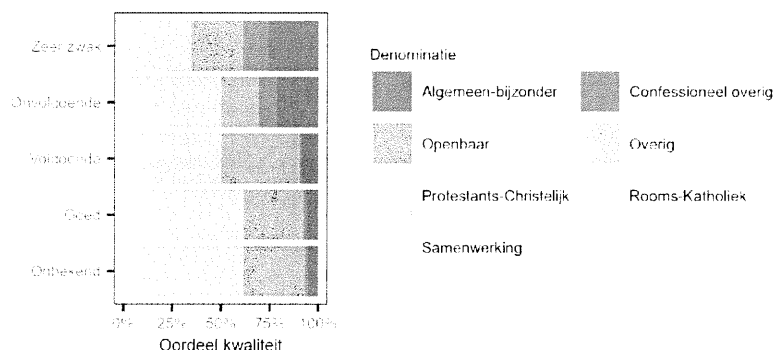 Zeer zwak
Onvoldoende
Voldoende
Goed
Onbekend
0% 25% 50% 75% 100%
Oordeel kwaliteit
Denominatie
Algemeen-bijzonder Confessioneel overig
Openbaar Overig
Protestants-Christelijk Rooms-Katholiek
Samenwerking